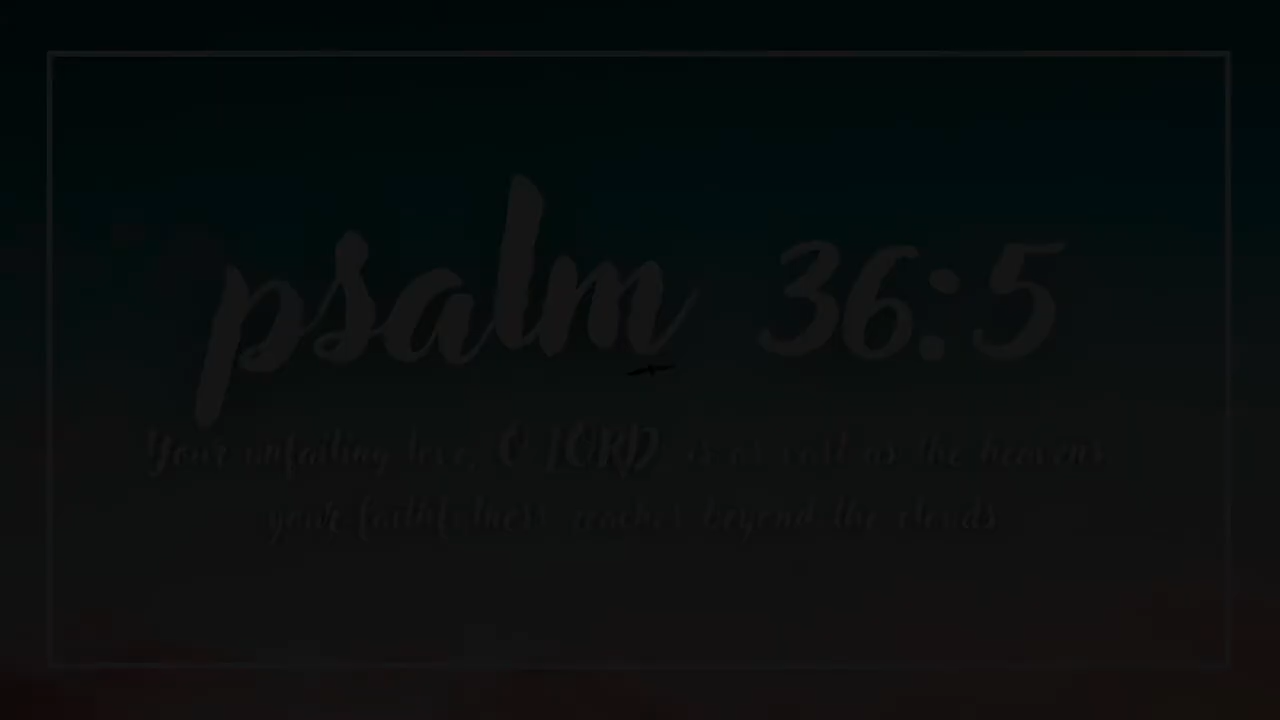 psalm 36:5
Your unfailing love, O LORD is as vast as the heavens
your faithfulness reaches beyond the clouds